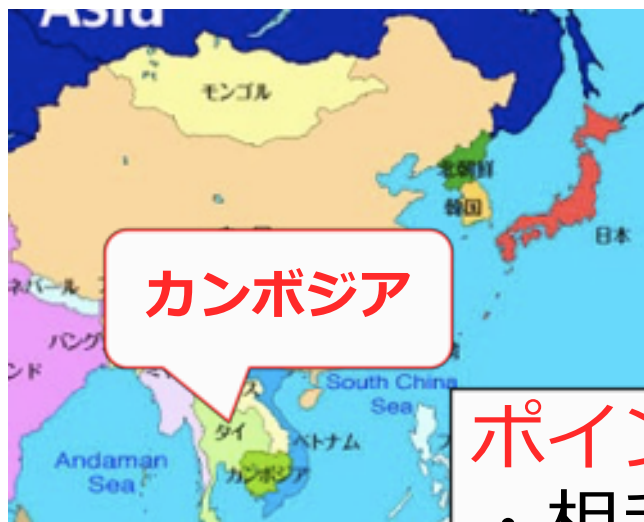 Asia
モンゴル
北朝鮮
韓国
日本
ネパール
カンボジア
バング
ンド
South China
Sea
タイ
ベトナム
カンボジア
Andaman
Sea
ポイン
・相手